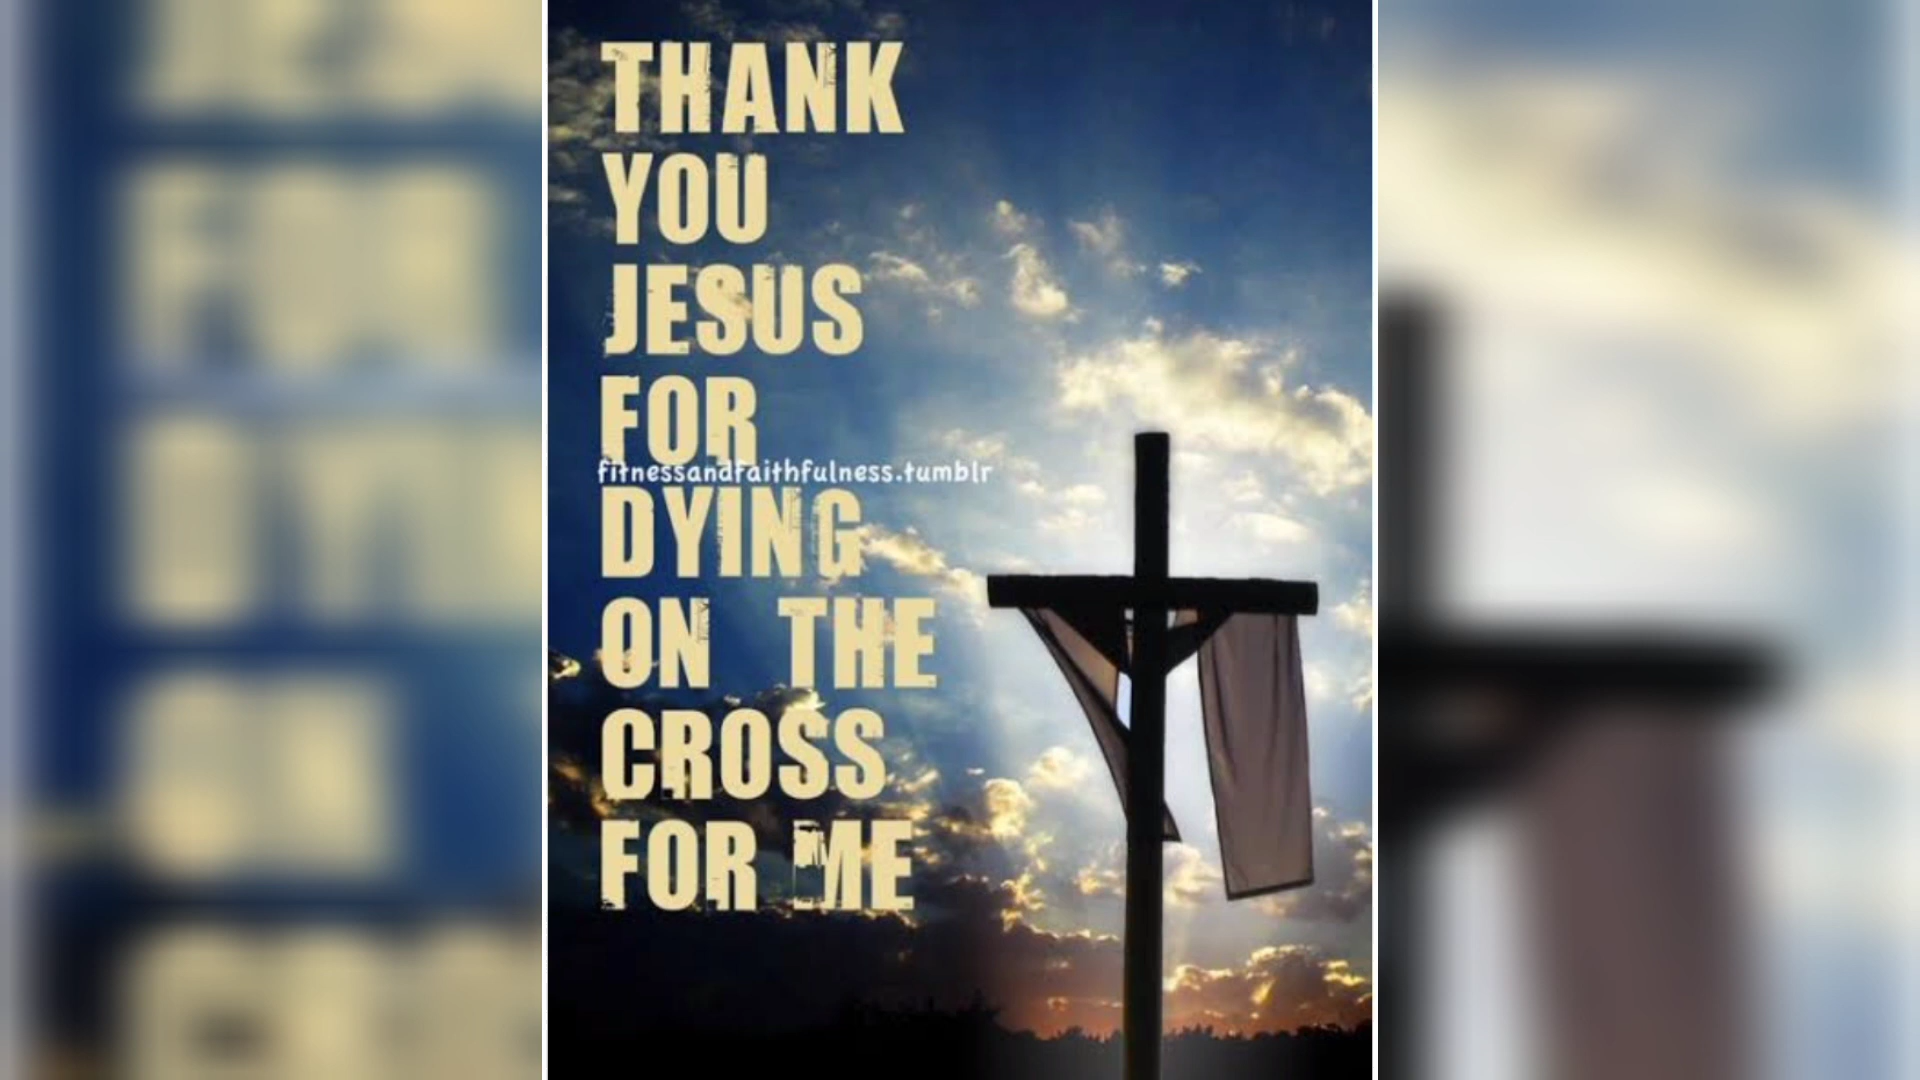 THANK
YOU
JESUS
FOR
fitnessandfaithfulness.tumblr
DYING
ON THE
CROSS
FOR ME